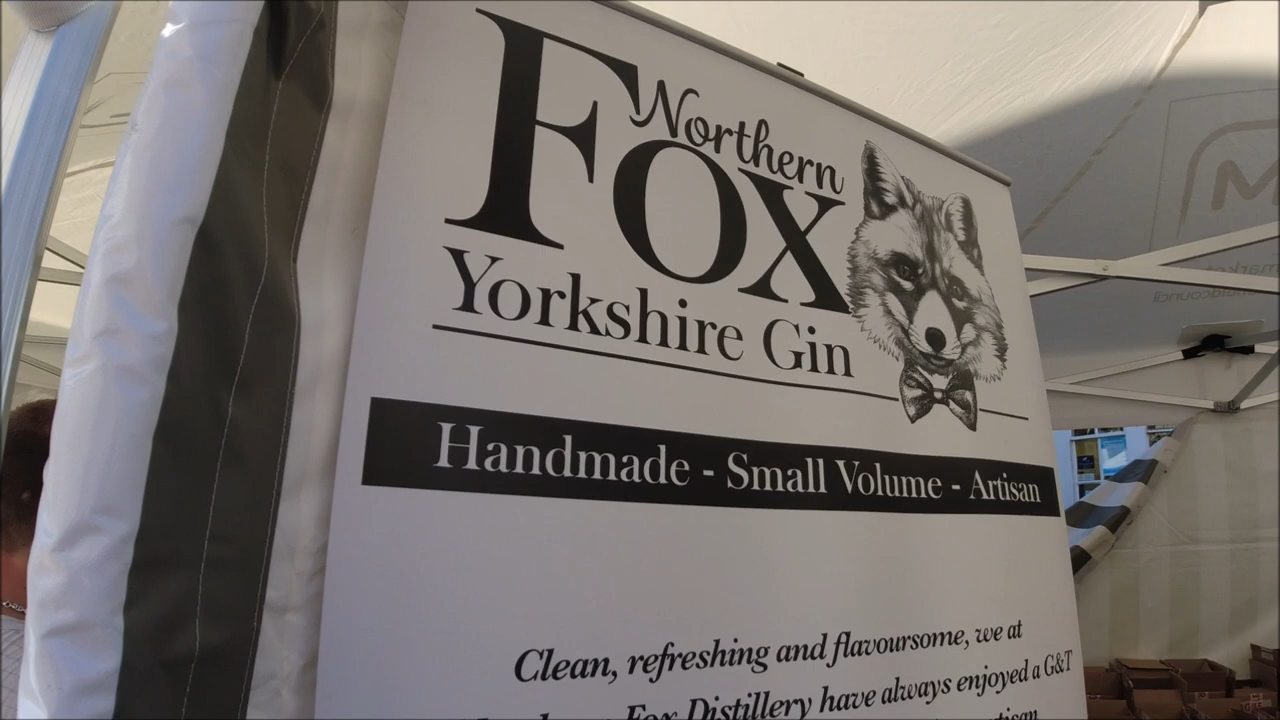 Northern
Fox
Yorkshire Gin
Handmade - Small Volume - Artisan
Clean, refreshing and flavoursome, we at
Fox Distillery have always enjoyed a G&T
artisan